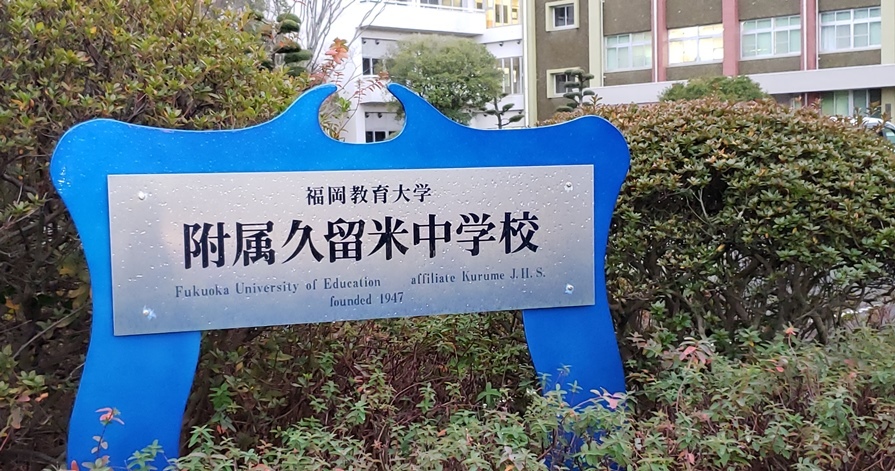 福岡教育大学
附属久留米中学校
Fukuoka University of Education affiliate Kurume J.H.S.
founded 1947